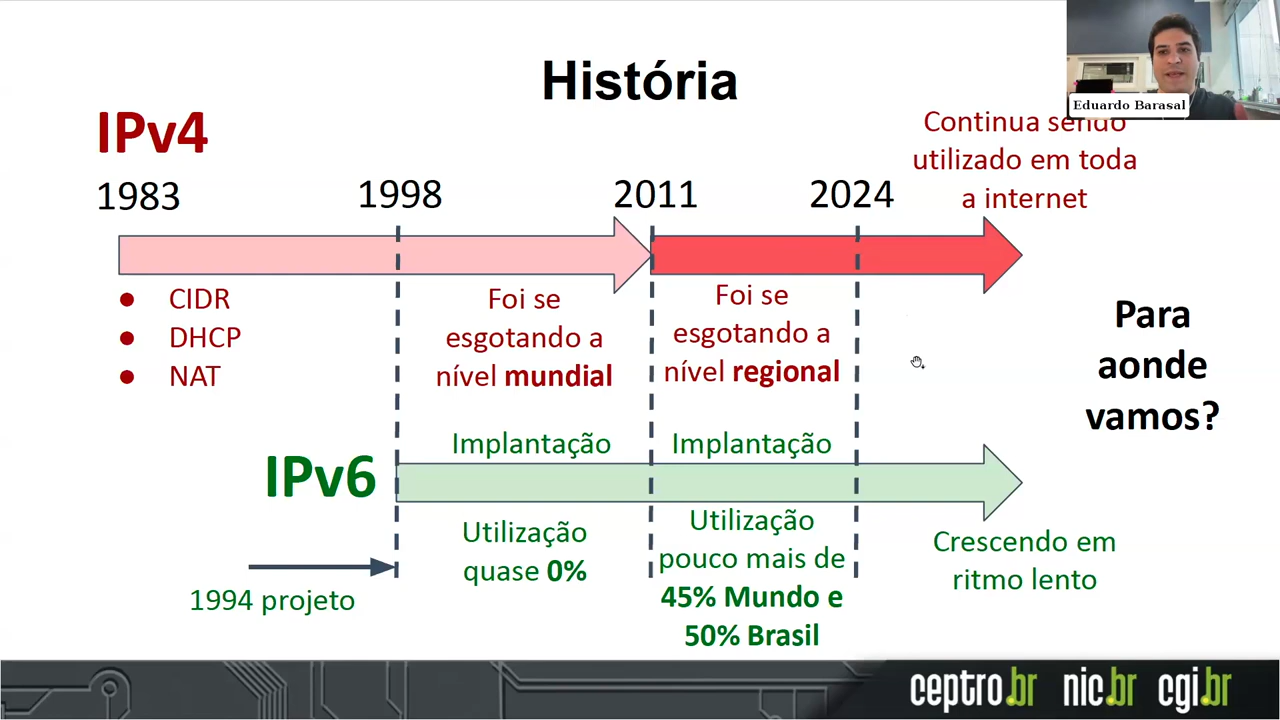 História
Eduardo Barasal
IPv4
Continua sendo
utilizado em toda
a internet
1983
1998
2011
2024
● CIDR
● DHCP
● NAT
Foi se
esgotando a
nível mundial
Foi se
esgotando a
nível regional
Para
aonde
vamos?
IPv6
Implantação
Implantação
Utilização
quase 0%
Utilização
pouco mais de
45% Mundo e
50% Brasil
Crescendo em
ritmo lento
1994 projeto
ceptro.br nic.br cgi.br